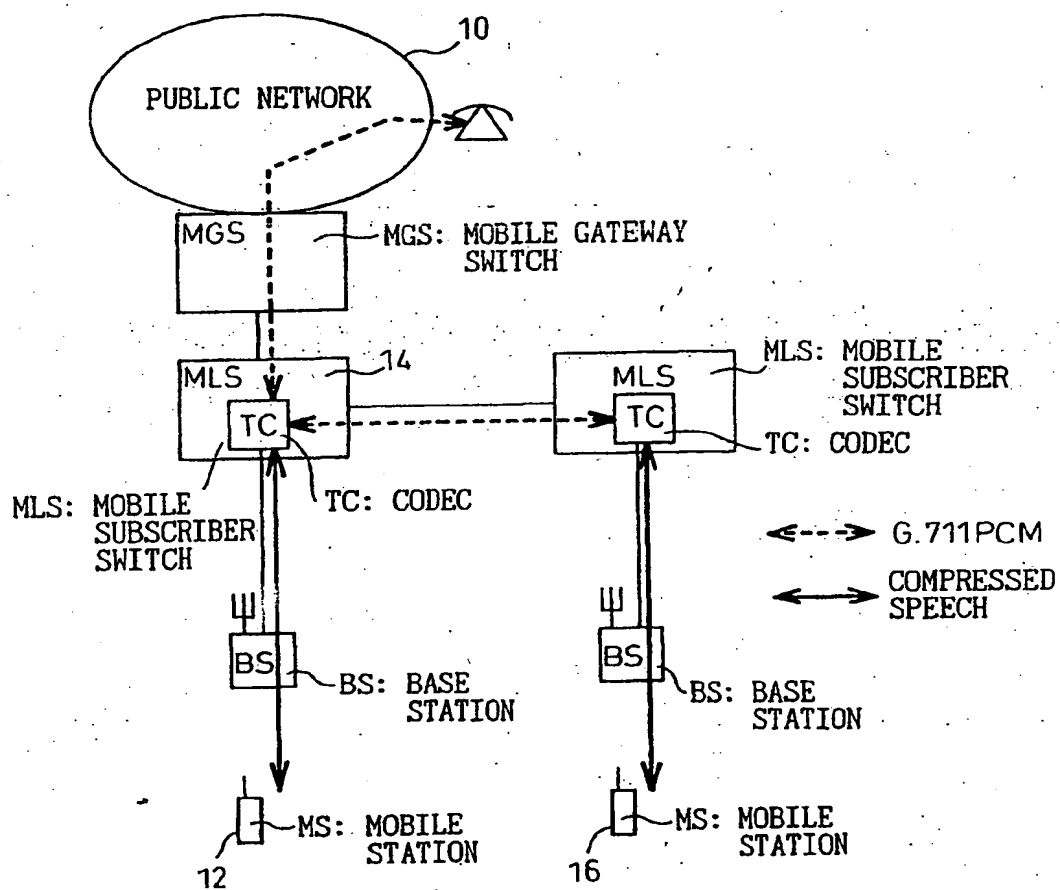 10
PUBLIC NETWORK
MGS
MGS: MOBILE GATEWAY
SWITCH
MLS
14
TC
MLS: MOBILE
SUBSCRIBER
SWITCH
TC: CODEC
MLS
TC
MLS: MOBILE
SUBSCRIBER
SWITCH
TC: CODEC
G.711PCM
COMPRESSED
SPEECH
BS
BS: BASE
STATION
BS
BS: BASE
STATION
MS: MOBILE
STATION
12
MS: MOBILE
STATION
16